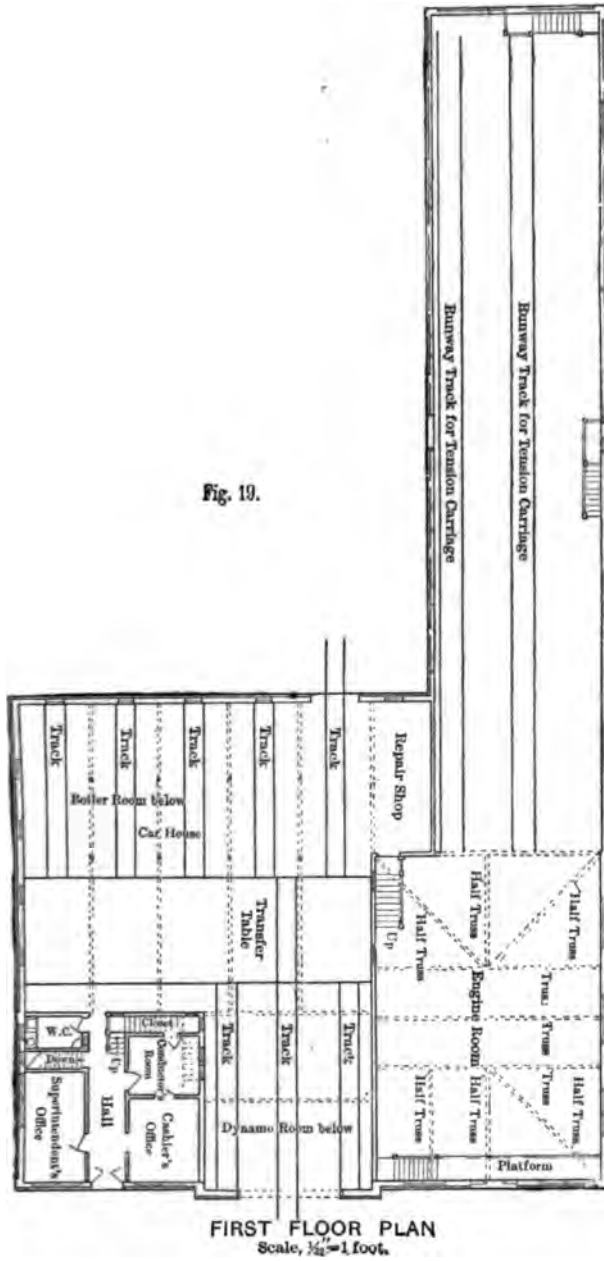 Runway Track for Tension Carriage
Runway Track for Tension Carriage
Fig. 19.
Track
Track
Track
Track
Track
Repair Shop
Boiler Room below
Car House
Transfer
Table
Up
Half Truss
Half Truss
Half Truss
Engine Room
Truss
Truss
Truss
Half Truss
Half Truss
Half Truss
Platform
W.C.
Closet
Down
Up
Conductor's
Room
Hall
Superintendent's
Office
Cashier's
Office
Track
Track
Track
Dynamo Room below
FIRST FLOOR PLAN
Scale, 1/32"=1 foot.